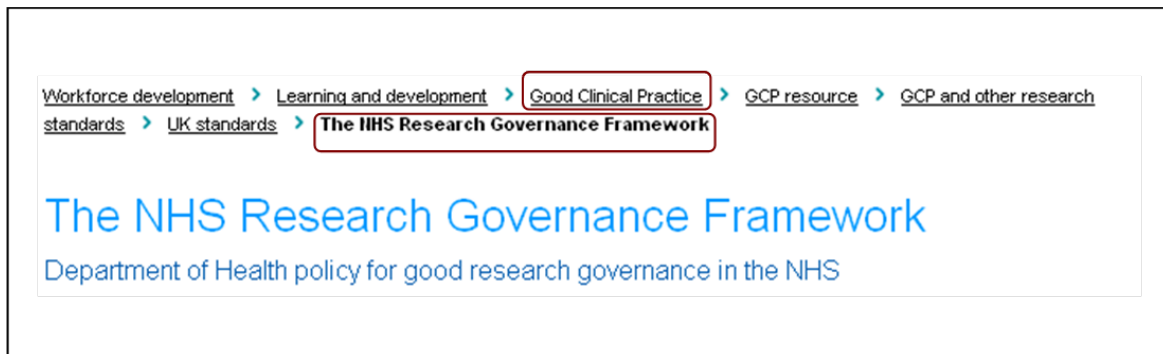 Workforce development > Learning and development > Good Clinical Practice > GCP resource > GCP and other research
standards > UK standards > The NHS Research Governance Framework
The NHS Research Governance Framework
Department of Health policy for good research governance in the NHS